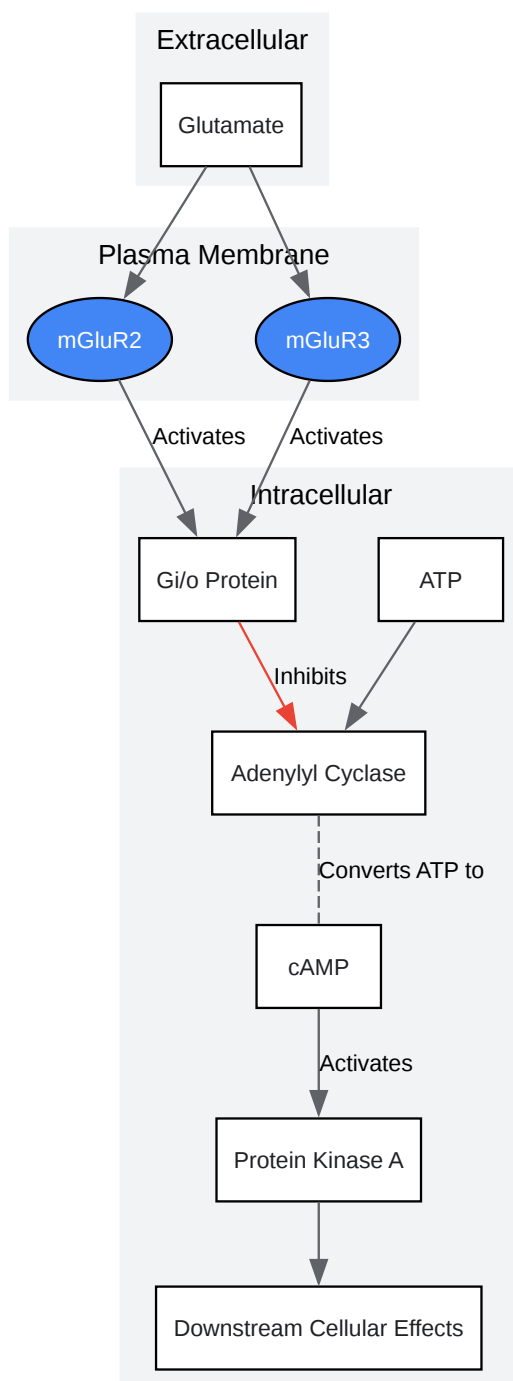 Extracellular
Glutamate
Plasma Membrane
mGluR2
mGluR3
Activates
Activates
Intracellular
Gi/o Protein
ATP
Inhibits
Adenylyl Cyclase
Converts ATP to
cAMP
Activates
Protein Kinase A
Downstream Cellular Effects